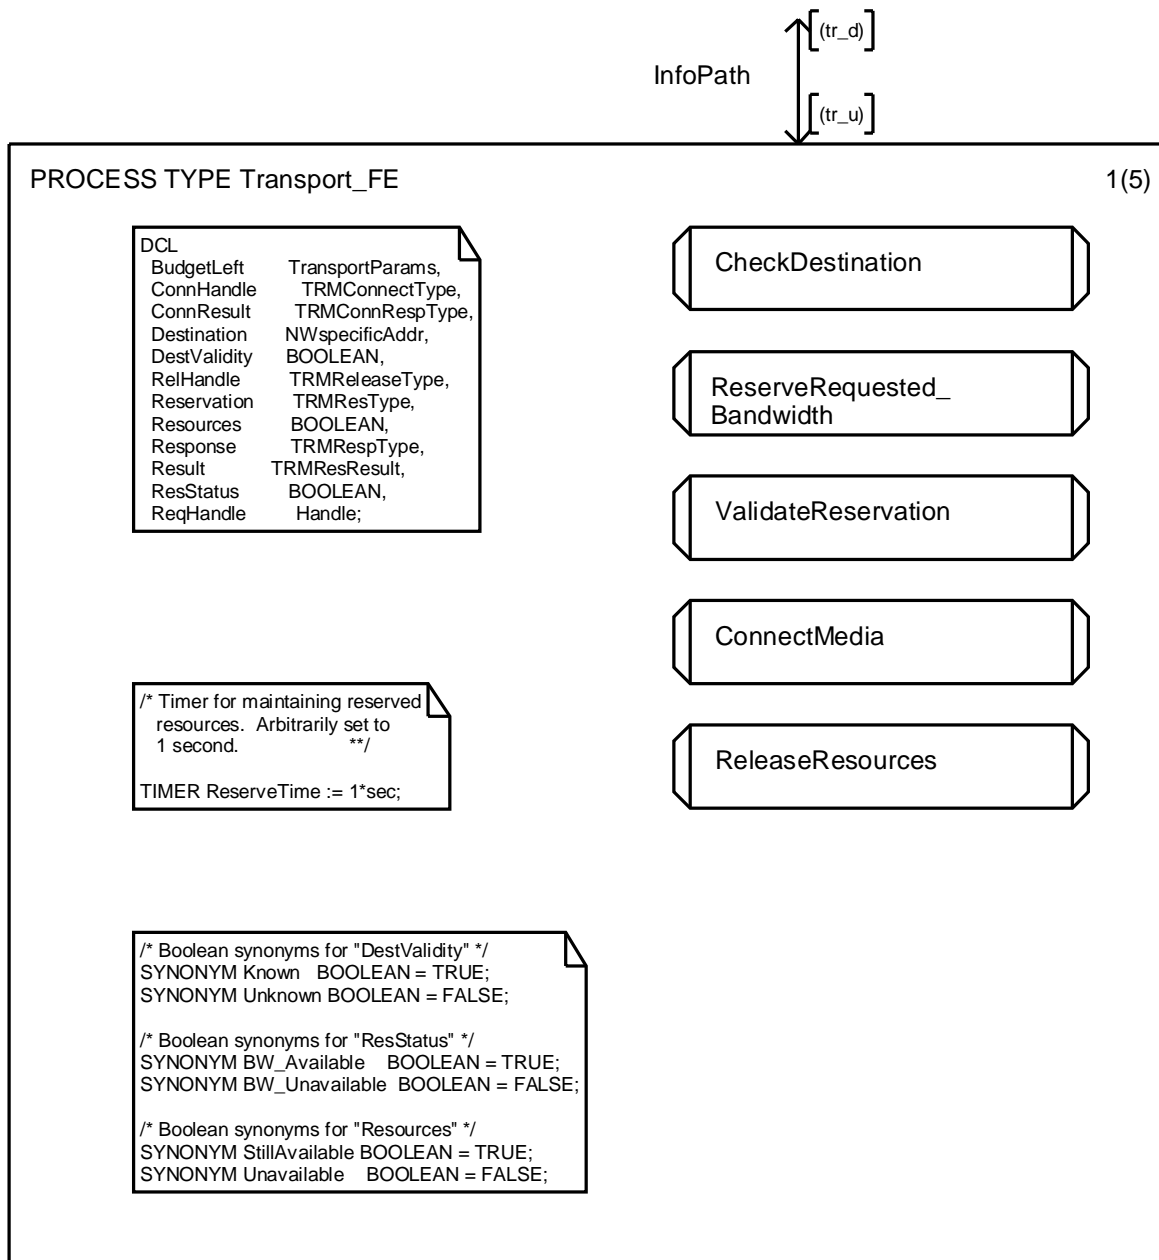 (tr_d)
InfoPath
(tr_u)
PROCESS TYPE Transport_FE
1(5)
DCL
BudgetLeft TransportParams,
ConnHandle TRMConnectType,
ConnResult TRMConnRespType,
Destination NWspecificAddr,
DestValidity BOOLEAN,
RelHandle TRMReleaseType,
Reservation TRMResType,
Resources BOOLEAN,
Response TRMRespType,
Result TRMResResult,
ResStatus BOOLEAN,
ReqHandle Handle;
CheckDestination
ReserveRequested_
Bandwidth
ValidateReservation
ConnectMedia
ReleaseResources
/* Timer for maintaining reserved
resources. Arbitrarily set to
1 second. **/
TIMER ReserveTime := 1*sec;
/* Boolean synonyms for "DestValidity" */
SYNONYM Known BOOLEAN = TRUE;
SYNONYM Unknown BOOLEAN = FALSE;
/* Boolean synonyms for "ResStatus" */
SYNONYM BW_Available BOOLEAN = TRUE;
SYNONYM BW_Unavailable BOOLEAN = FALSE;
/* Boolean synonyms for "Resources" */
SYNONYM StillAvailable BOOLEAN = TRUE;
SYNONYM Unavailable BOOLEAN = FALSE;